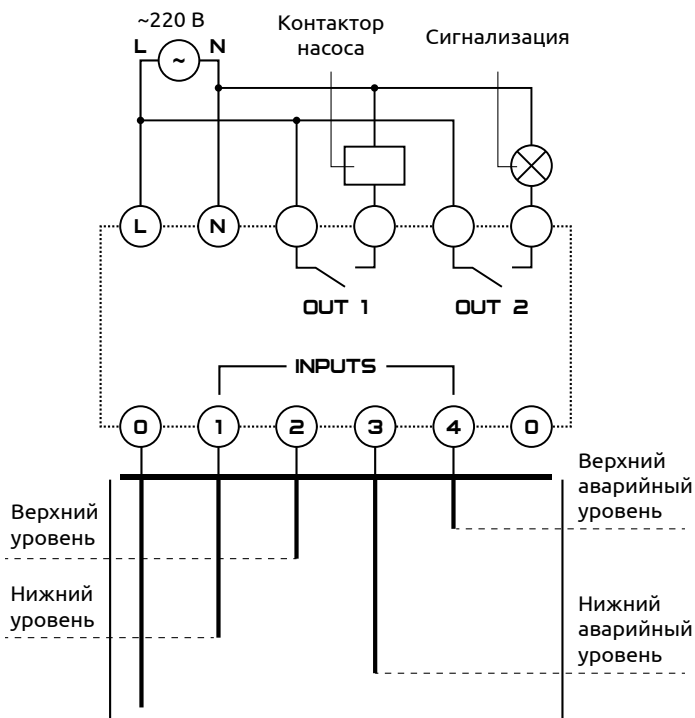 ~220 В
L N
~
Контактор
насоса
Сигнализация
L N
OUT 1 OUT 2
INPUTS
0 1 2 3 4 0
Верхний
аварийный
уровень
Верхний
уровень
Нижний
уровень
Нижний
аварийный
уровень